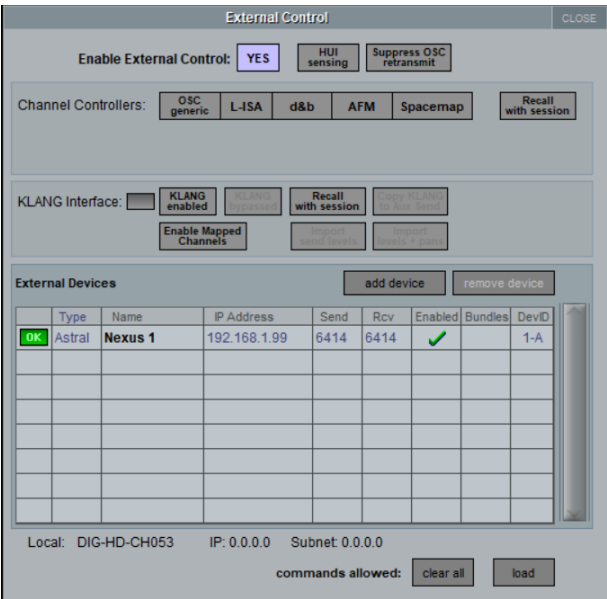 External Control
CLOSE
Enable External Control: YES HUI sensing Suppress OSC retransmit
Channel Controllers: OSC generic L-ISA d&b AFM Spacemap Recall with session
KLANG Interface: KLANG enabled KLANG bypassed Recall with session Copy KLANG to Aux Send
Enable Mapped Channels Import send levels Import levels + pans
External Devices add device remove device
Type Name IP Address Send Rcv Enabled Bundles DevID
OK Astral Nexus 1 192.168.1.99 6414 6414 1-A
Local: DIG-HD-CH053 IP: 0.0.0.0 Subnet: 0.0.0.0
commands allowed: clear all load